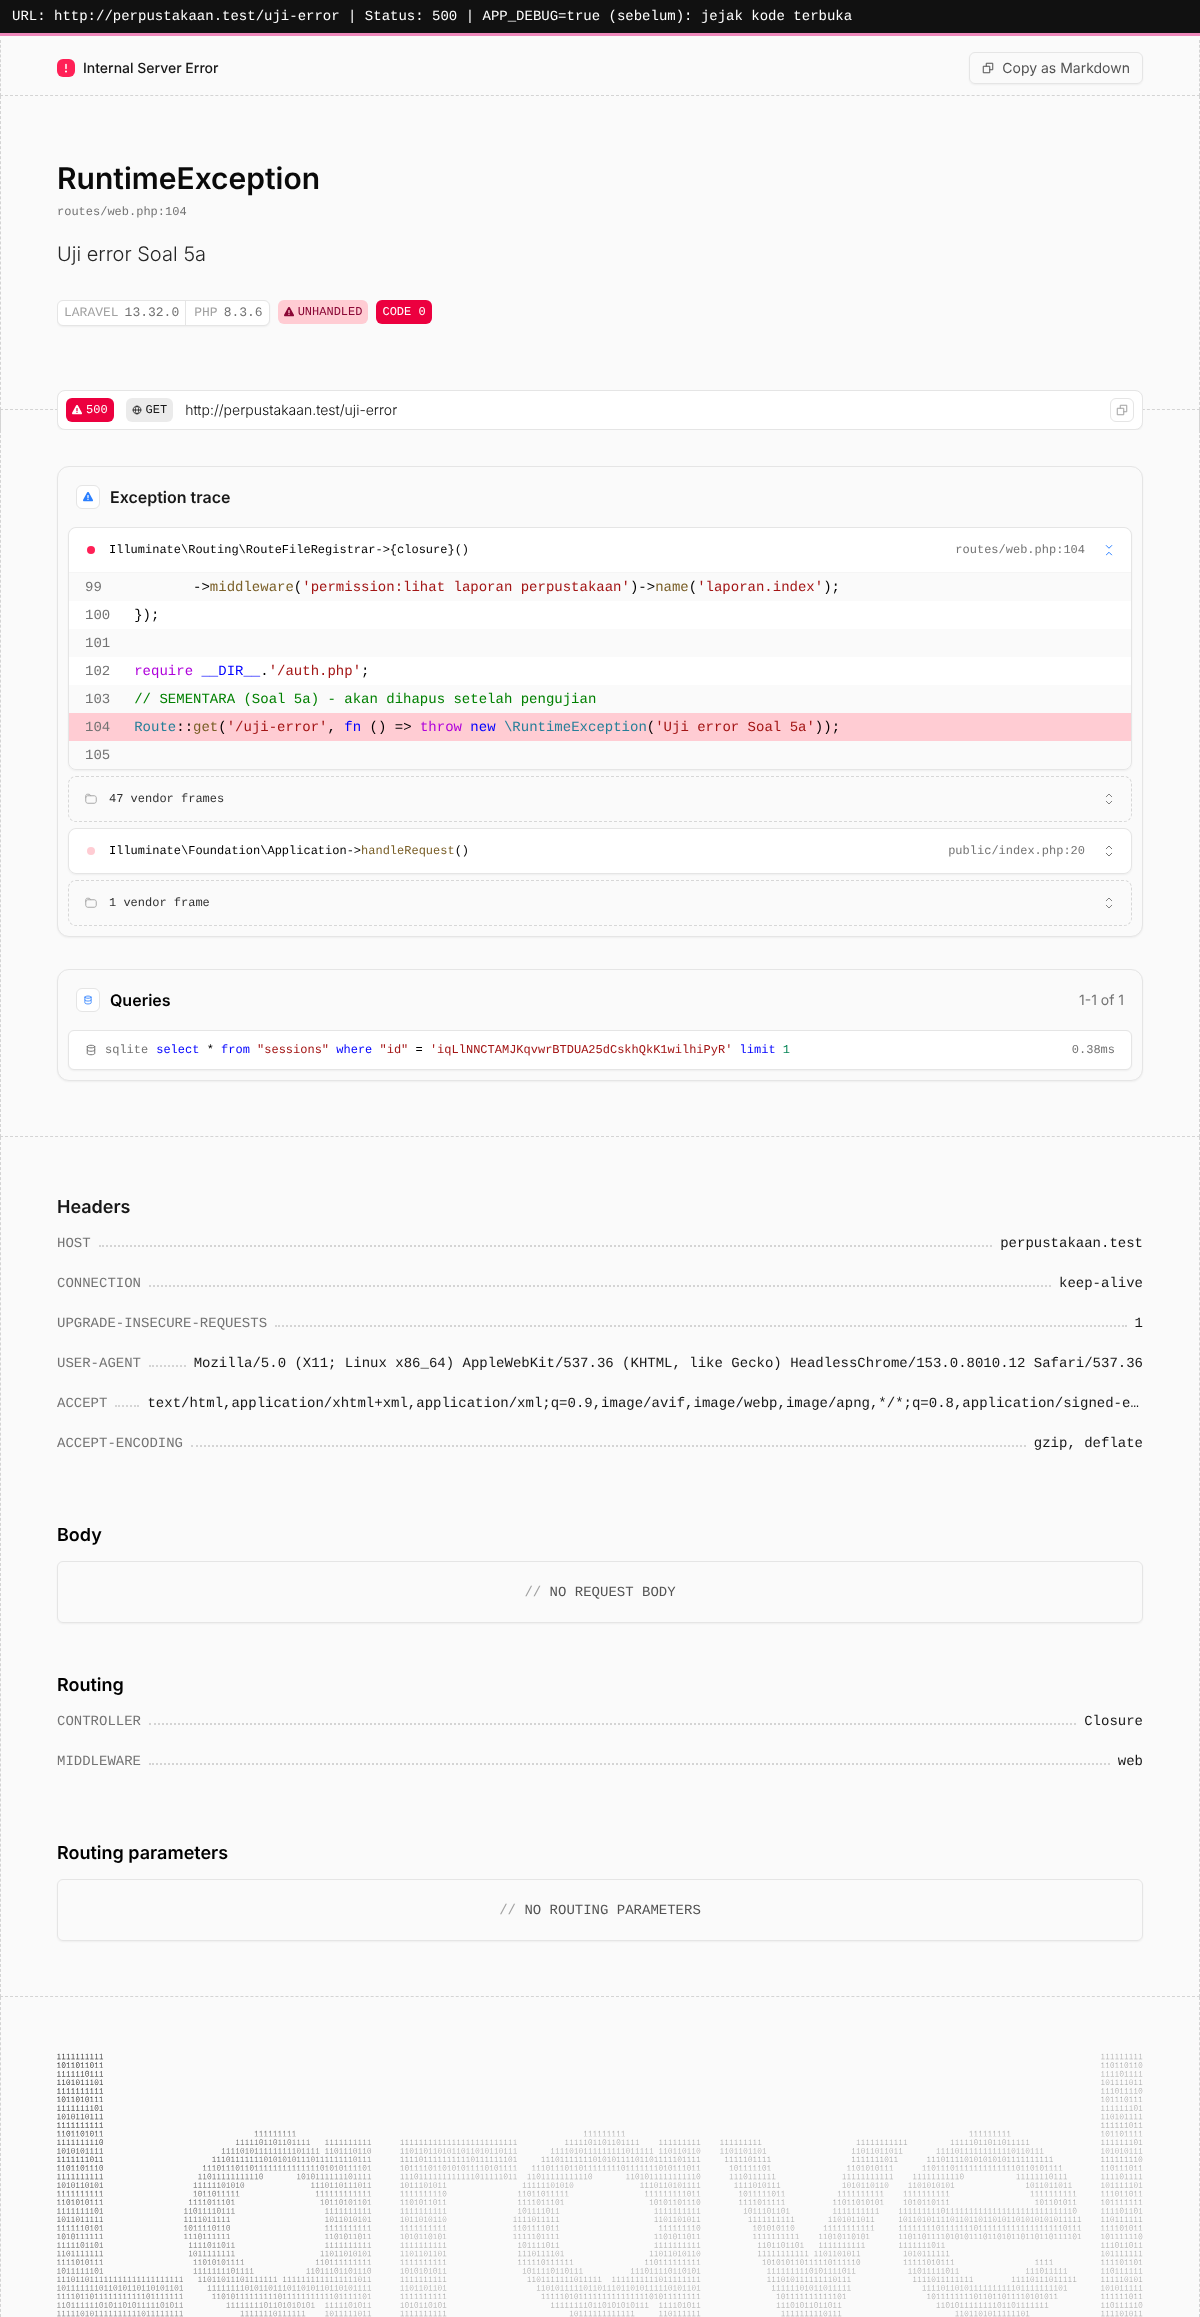 URL: http://perpustakaan.test/uji-error | Status: 500 | APP_DEBUG=true (sebelum): jejak kode terbuka
Internal Server Error
Copy as Markdown
RuntimeException
routes/web.php:104
Uji error Soal 5a
LARAVEL 13.32.0 PHP 8.3.6 UNHANDLED CODE 0
500 GET http://perpustakaan.test/uji-error
Exception trace
Illuminate\Routing\RouteFileRegistrar->{closure}() routes/web.php:104
99 ->middleware('permission:lihat laporan perpustakaan')->name('laporan.index');
100 });
101
102 require __DIR__.'/auth.php';
103 // SEMENTARA (Soal 5a) - akan dihapus setelah pengujian
104 Route::get('/uji-error', fn () => throw new \RuntimeException('Uji error Soal 5a'));
105
47 vendor frames
Illuminate\Foundation\Application->handleRequest() public/index.php:20
1 vendor frame
Queries 1-1 of 1
sqlite select * from "sessions" where "id" = 'iqLlNNCTAMJKqvwrBTDUA25dCskhQkK1wilhiPyR' limit 1 0.38ms
Headers
HOST perpustakaan.test
CONNECTION keep-alive
UPGRADE-INSECURE-REQUESTS 1
USER-AGENT Mozilla/5.0 (X11; Linux x86_64) AppleWebKit/537.36 (KHTML, like Gecko) HeadlessChrome/153.0.8010.12 Safari/537.36
ACCEPT text/html,application/xhtml+xml,application/xml;q=0.9,image/avif,image/webp,image/apng,*/*;q=0.8,application/signed-e…
ACCEPT-ENCODING gzip, deflate
Body
// NO REQUEST BODY
Routing
CONTROLLER Closure
MIDDLEWARE web
Routing parameters
// NO ROUTING PARAMETERS